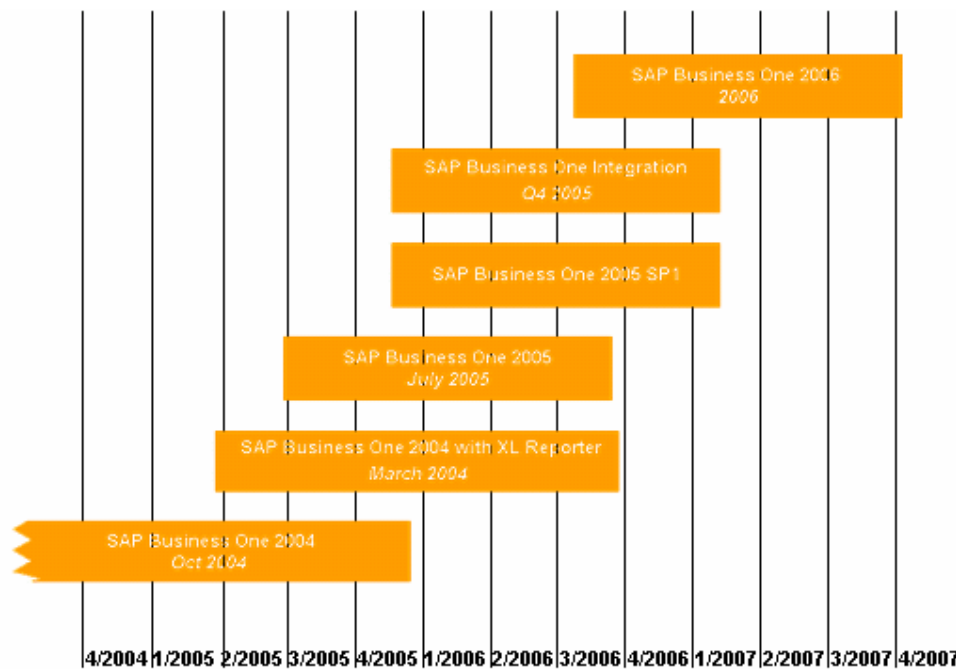 SAP Business One 2006
2006
SAP Business One Integration
Q4 2005
SAP Business One 2005 SP1
SAP Business One 2005
July 2005
SAP Business One 2004 with XL Reporter
March 2004
SAP Business One 2004
Oct 2004
4/2004 1/2005 2/2005 3/2005 4/2005 1/2006 2/2006 3/2006 4/2006 1/2007 2/2007 3/2007 4/2007